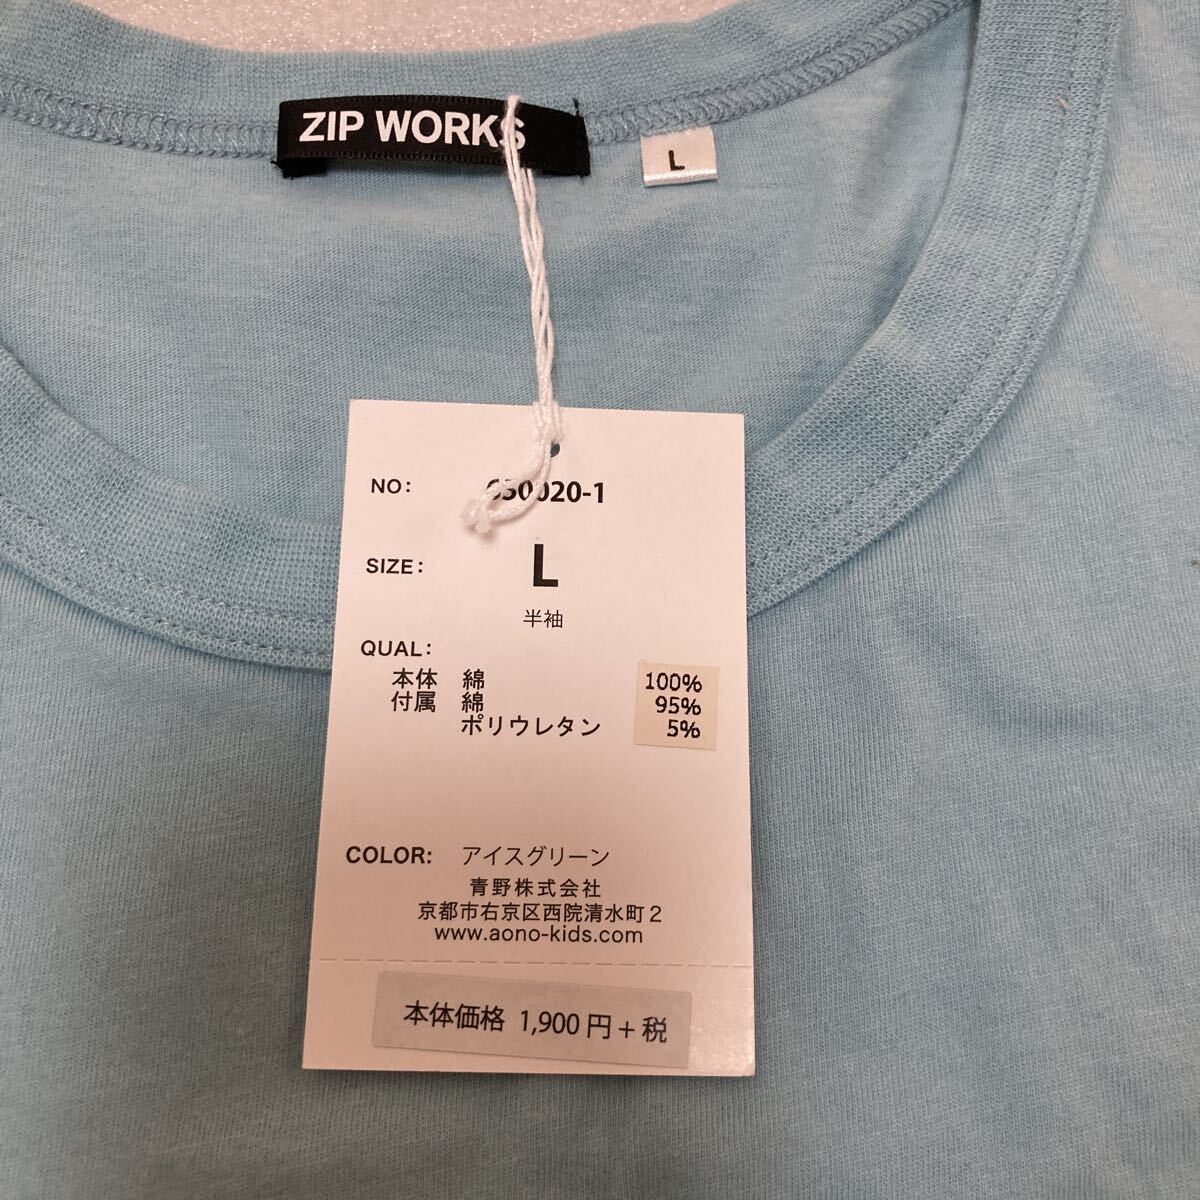 ZIP WORKS
L
NO: 650020-1
SIZE: L
半袖
QUAL:
本体 綿 100%
付属 綿 95%
ポリウレタン 5%
COLOR: アイスグリーン
青野株式会社
京都市右京区西院清水町2
www.aono-kids.com
本体価格 1,900円+税